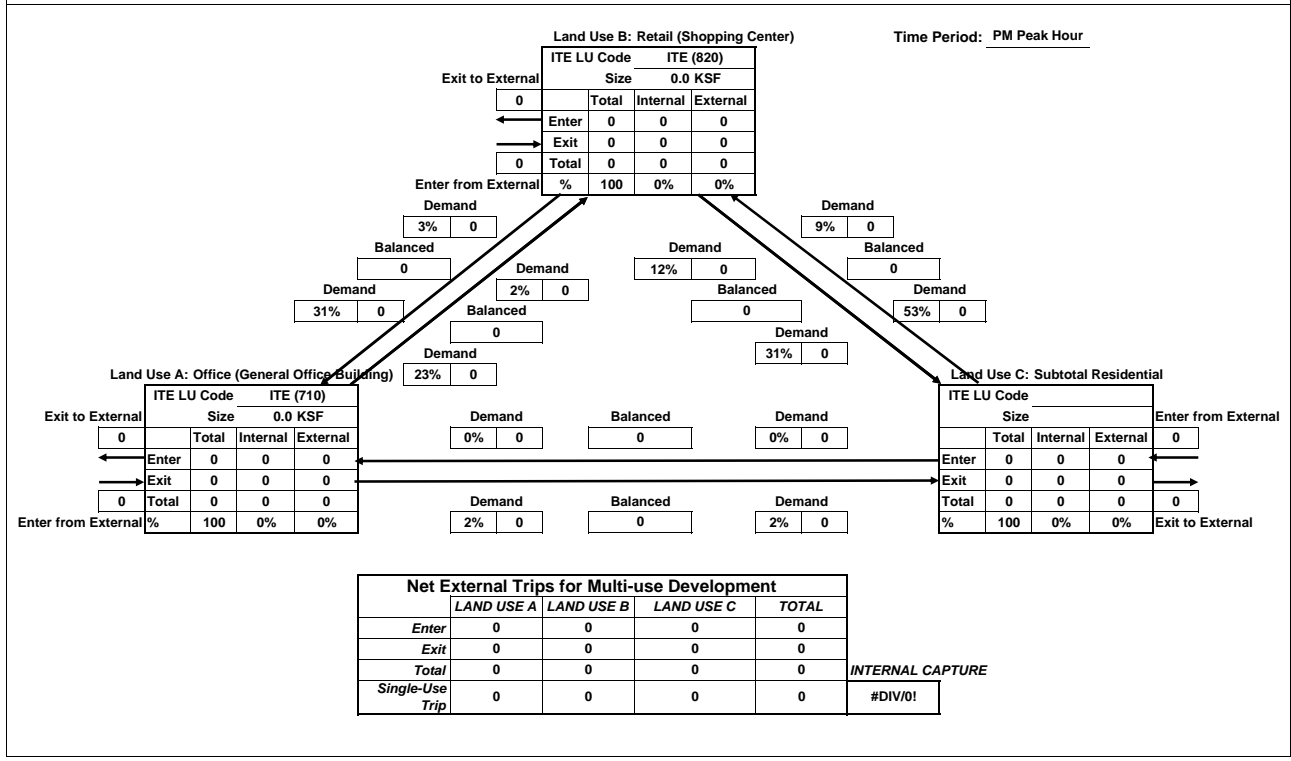 Land Use B: Retail (Shopping Center)
Time Period: PM Peak Hour
ITE LU Code ITE (820)
Exit to External Size 0.0 KSF
0 Total Internal External
Enter 0 0 0
Exit 0 0 0
0 Total 0 0 0
Enter from External % 100 0% 0%
Demand
3% 0
Balanced
0
Demand
31% 0
Demand
2% 0
Balanced
0
Demand
23% 0
Demand
12% 0
Balanced
0
Demand
31% 0
Demand
9% 0
Balanced
0
Demand
53% 0
Land Use A: Office (General Office Building)
ITE LU Code ITE (710)
Exit to External Size 0.0 KSF
0 Total Internal External
Enter 0 0 0
Exit 0 0 0
0 Total 0 0 0
Enter from External % 100 0% 0%
Demand Balanced Demand
0% 0 0 0% 0
Demand Balanced Demand
2% 0 0 2% 0
Land Use C: Subtotal Residential
ITE LU Code
Size Enter from External
Total Internal External 0
Enter 0 0 0
Exit 0 0 0
Total 0 0 0 0
% 100 0% 0% Exit to External
Net External Trips for Multi-use Development
LAND USE A LAND USE B LAND USE C TOTAL
Enter 0 0 0 0
Exit 0 0 0 0
Total 0 0 0 0 INTERNAL CAPTURE
Single-Use Trip 0 0 0 0 #DIV/0!